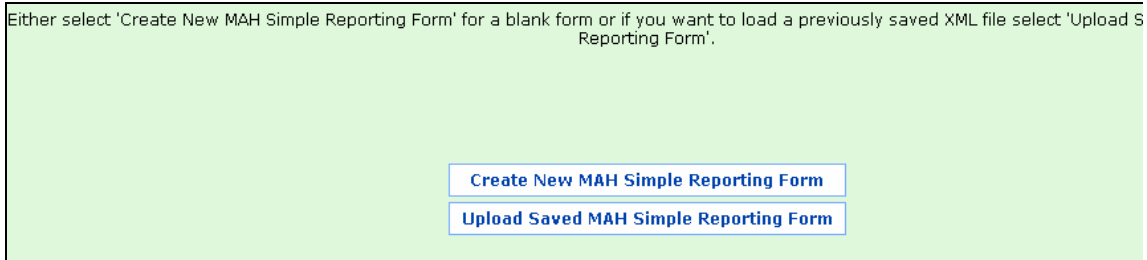 Either select 'Create New MAH Simple Reporting Form' for a blank form or if you want to load a previously saved XML file select 'Upload S
Reporting Form'.
Create New MAH Simple Reporting Form
Upload Saved MAH Simple Reporting Form